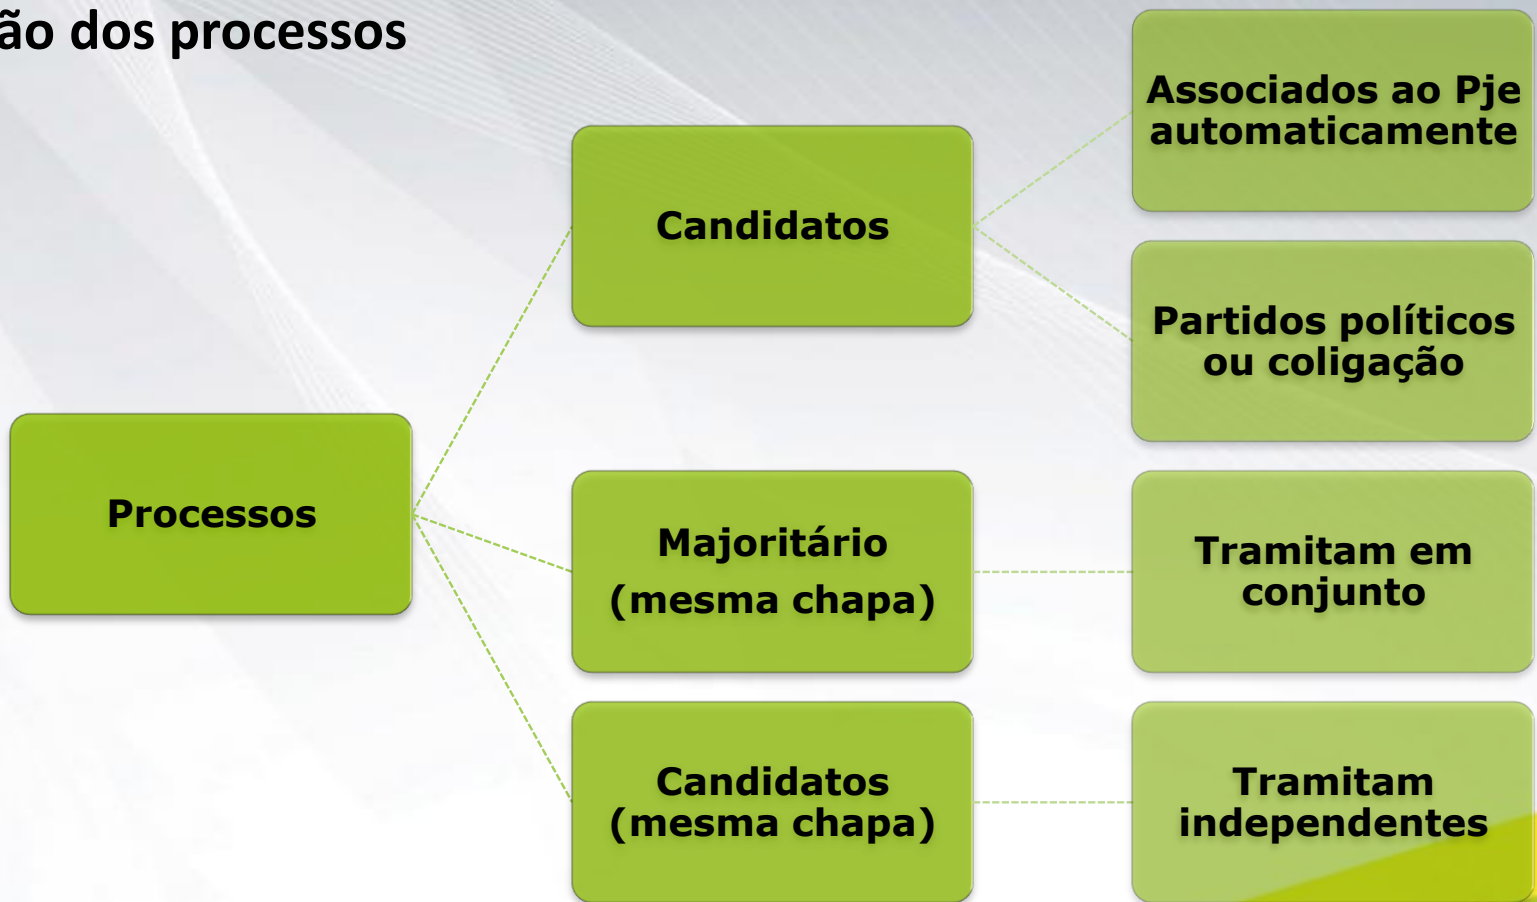 dos processos
Associados ao Pje
automaticamente
Candidatos
Partidos políticos
ou coligação
Processos
Majoritário
(mesma chapa)
Tramitam em
conjunto
Candidatos
(mesma chapa)
Tramitam
independentes